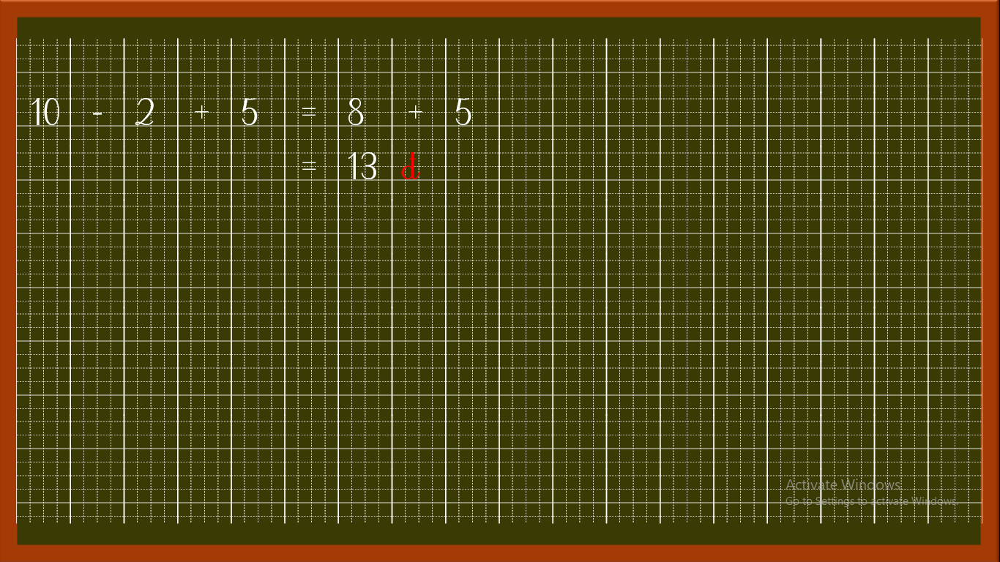 10 - 2 + 5 = 8 + 5
= 13 d
Activate Windows
Go to Settings to activate Windows.